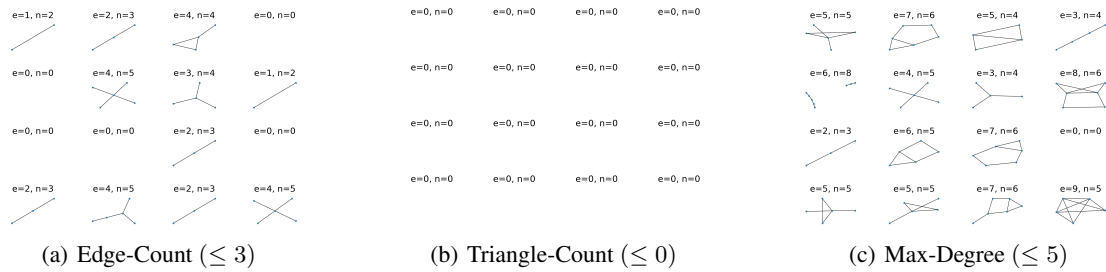 e=1, n=2 e=2, n=3 e=4, n=4 e=0, n=0
e=0, n=0 e=4, n=5 e=3, n=4 e=1, n=2
e=0, n=0 e=0, n=0 e=2, n=3 e=0, n=0
e=2, n=3 e=4, n=5 e=2, n=3 e=4, n=5
(a) Edge-Count (≤ 3)
e=0, n=0 e=0, n=0 e=0, n=0 e=0, n=0
e=0, n=0 e=0, n=0 e=0, n=0 e=0, n=0
e=0, n=0 e=0, n=0 e=0, n=0 e=0, n=0
e=0, n=0 e=0, n=0 e=0, n=0 e=0, n=0
(b) Triangle-Count (≤ 0)
e=5, n=5 e=7, n=6 e=5, n=4 e=3, n=4
e=6, n=8 e=4, n=5 e=3, n=4 e=8, n=6
e=2, n=3 e=6, n=5 e=7, n=6 e=0, n=0
e=5, n=5 e=5, n=5 e=7, n=6 e=9, n=5
(c) Max-Degree (≤ 5)